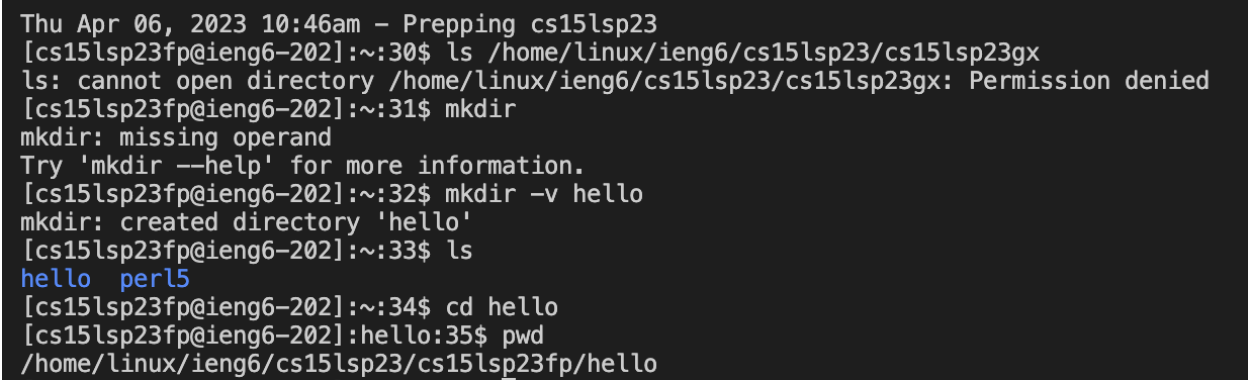 Thu Apr 06, 2023 10:46am - Prepping cs15lsp23
[cs15lsp23fp@ieng6-202]:~:30$ ls /home/linux/ieng6/cs15lsp23/cs15lsp23gx
ls: cannot open directory /home/linux/ieng6/cs15lsp23/cs15lsp23gx: Permission denied
[cs15lsp23fp@ieng6-202]:~:31$ mkdir
mkdir: missing operand
Try 'mkdir --help' for more information.
[cs15lsp23fp@ieng6-202]:~:32$ mkdir -v hello
mkdir: created directory 'hello'
[cs15lsp23fp@ieng6-202]:~:33$ ls
hello  perl5
[cs15lsp23fp@ieng6-202]:~:34$ cd hello
[cs15lsp23fp@ieng6-202]:hello:35$ pwd
/home/linux/ieng6/cs15lsp23/cs15lsp23fp/hello